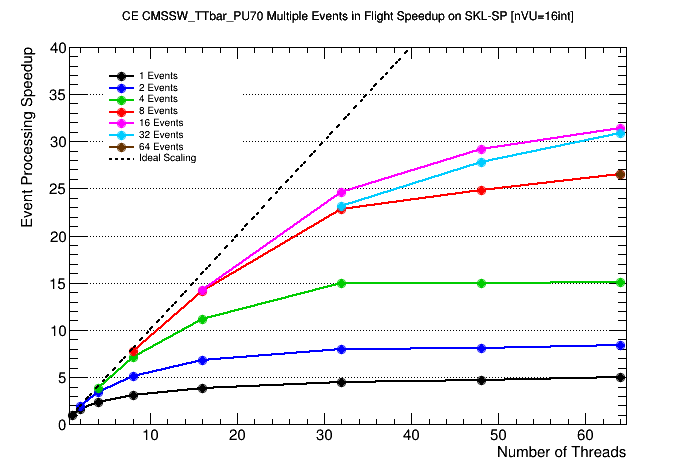 CE CMSSW_TTbar_PU70 Multiple Events in Flight Speedup on SKL-SP [nVU=16int]
Event Processing Speedup
40
35
30
25
20
15
10
5
0
1 Events
2 Events
4 Events
8 Events
16 Events
32 Events
64 Events
Ideal Scaling
10 20 30 40 50 60
Number of Threads